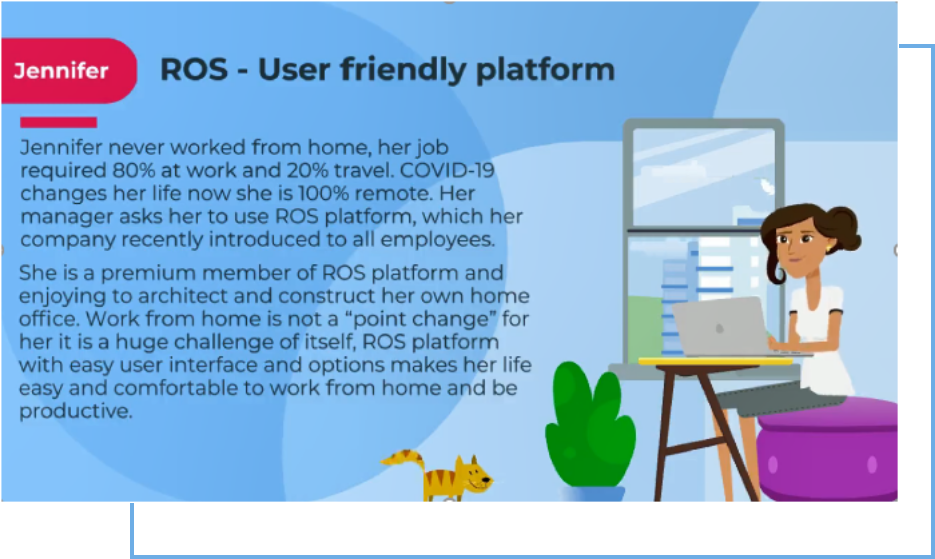 Jennifer
ROS - User friendly platform
Jennifer never worked from home, her job
required 80% at work and 20% travel. COVID-19
changes her life now she is 100% remote. Her
manager asks her to use ROS platform, which her
company recently introduced to all employees.
She is a premium member of ROS platform and
enjoying to architect and construct her own home
office. Work from home is not a “point change” for
her it is a huge challenge of itself, ROS platform
with easy user interface and options makes her life
easy and comfortable to work from home and be
productive.